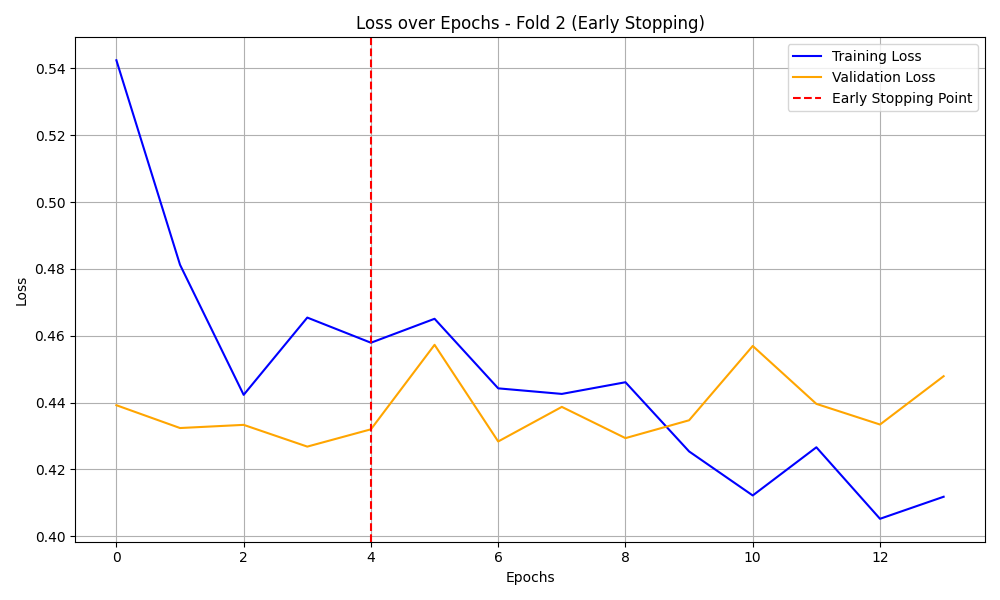 Loss over Epochs - Fold 2 (Early Stopping)
Training Loss
Validation Loss
Early Stopping Point
Loss
0.54
0.52
0.50
0.48
0.46
0.44
0.42
0.40
0 2 4 6 8 10 12
Epochs